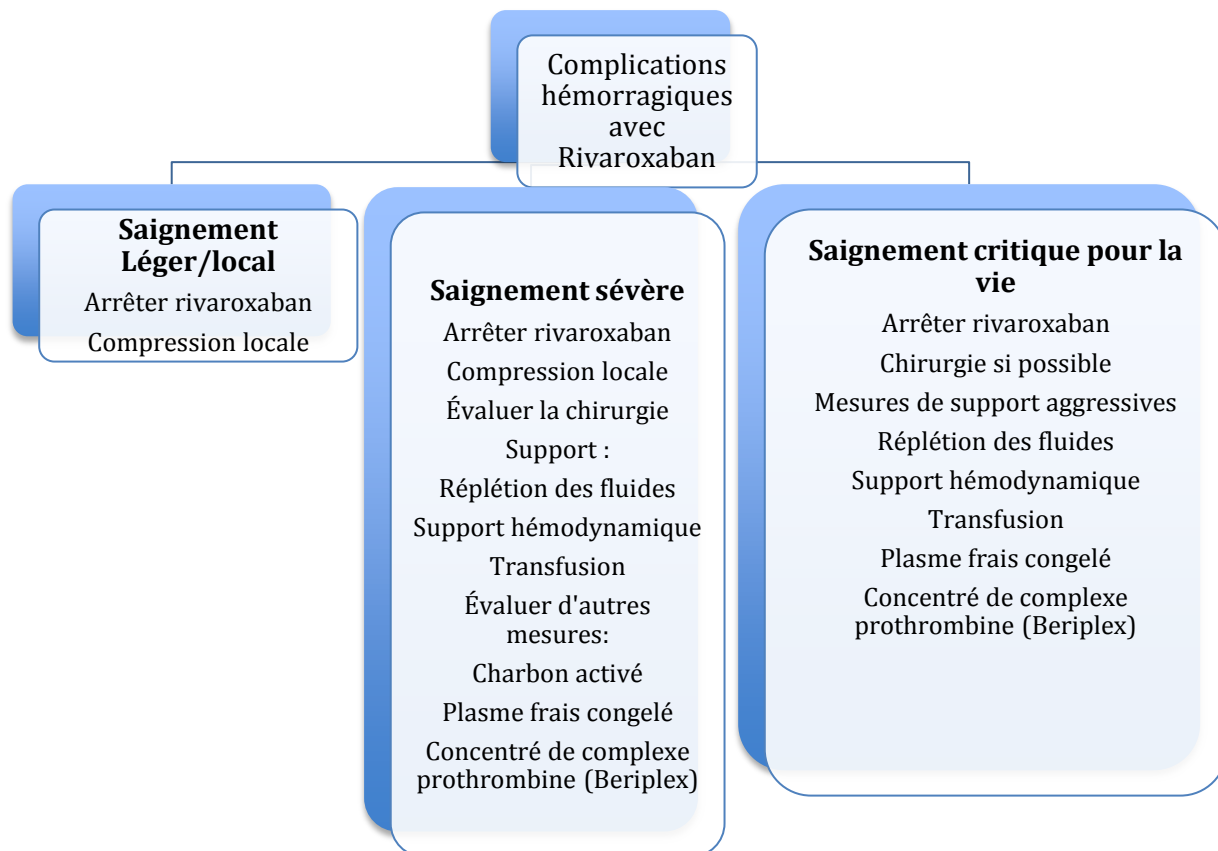 Complications
hémorragiques
avec
Rivaroxaban
Saignement
Léger/local
Arrêter rivaroxaban
Compression locale
Saignement sévère
Arrêter rivaroxaban
Compression locale
Évaluer la chirurgie
Support :
Réplétion des fluides
Support hémodynamique
Transfusion
Évaluer d'autres
mesures:
Charbon activé
Plasme frais congelé
Concentré de complexe
prothrombine (Beriplex)
Saignement critique pour la
vie
Arrêter rivaroxaban
Chirurgie si possible
Mesures de support aggressives
Réplétion des fluides
Support hémodynamique
Transfusion
Plasme frais congelé
Concentré de complexe
prothrombine (Beriplex)